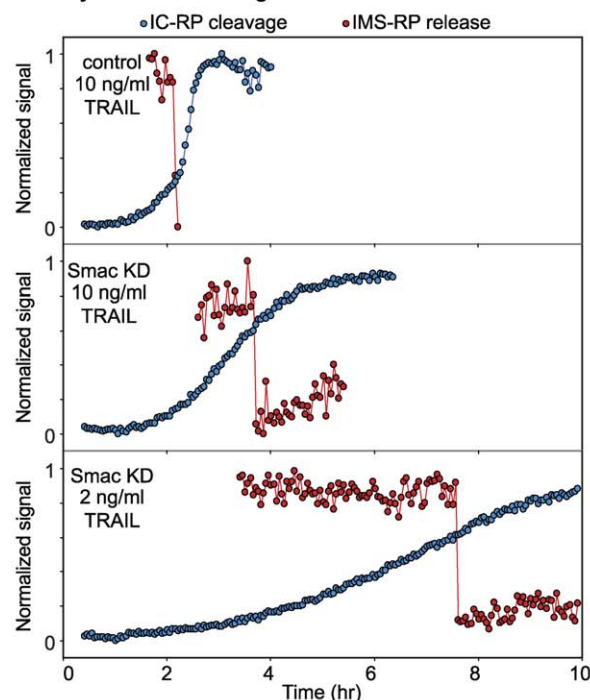 IC-RP cleavage IMS-RP release
control
10 ng/ml
TRAIL
Normalized signal
1
0
Smac KD
10 ng/ml
TRAIL
Normalized signal
1
0
Smac KD
2 ng/ml
TRAIL
Normalized signal
1
0
0 2 4 6 8 10
Time (hr)